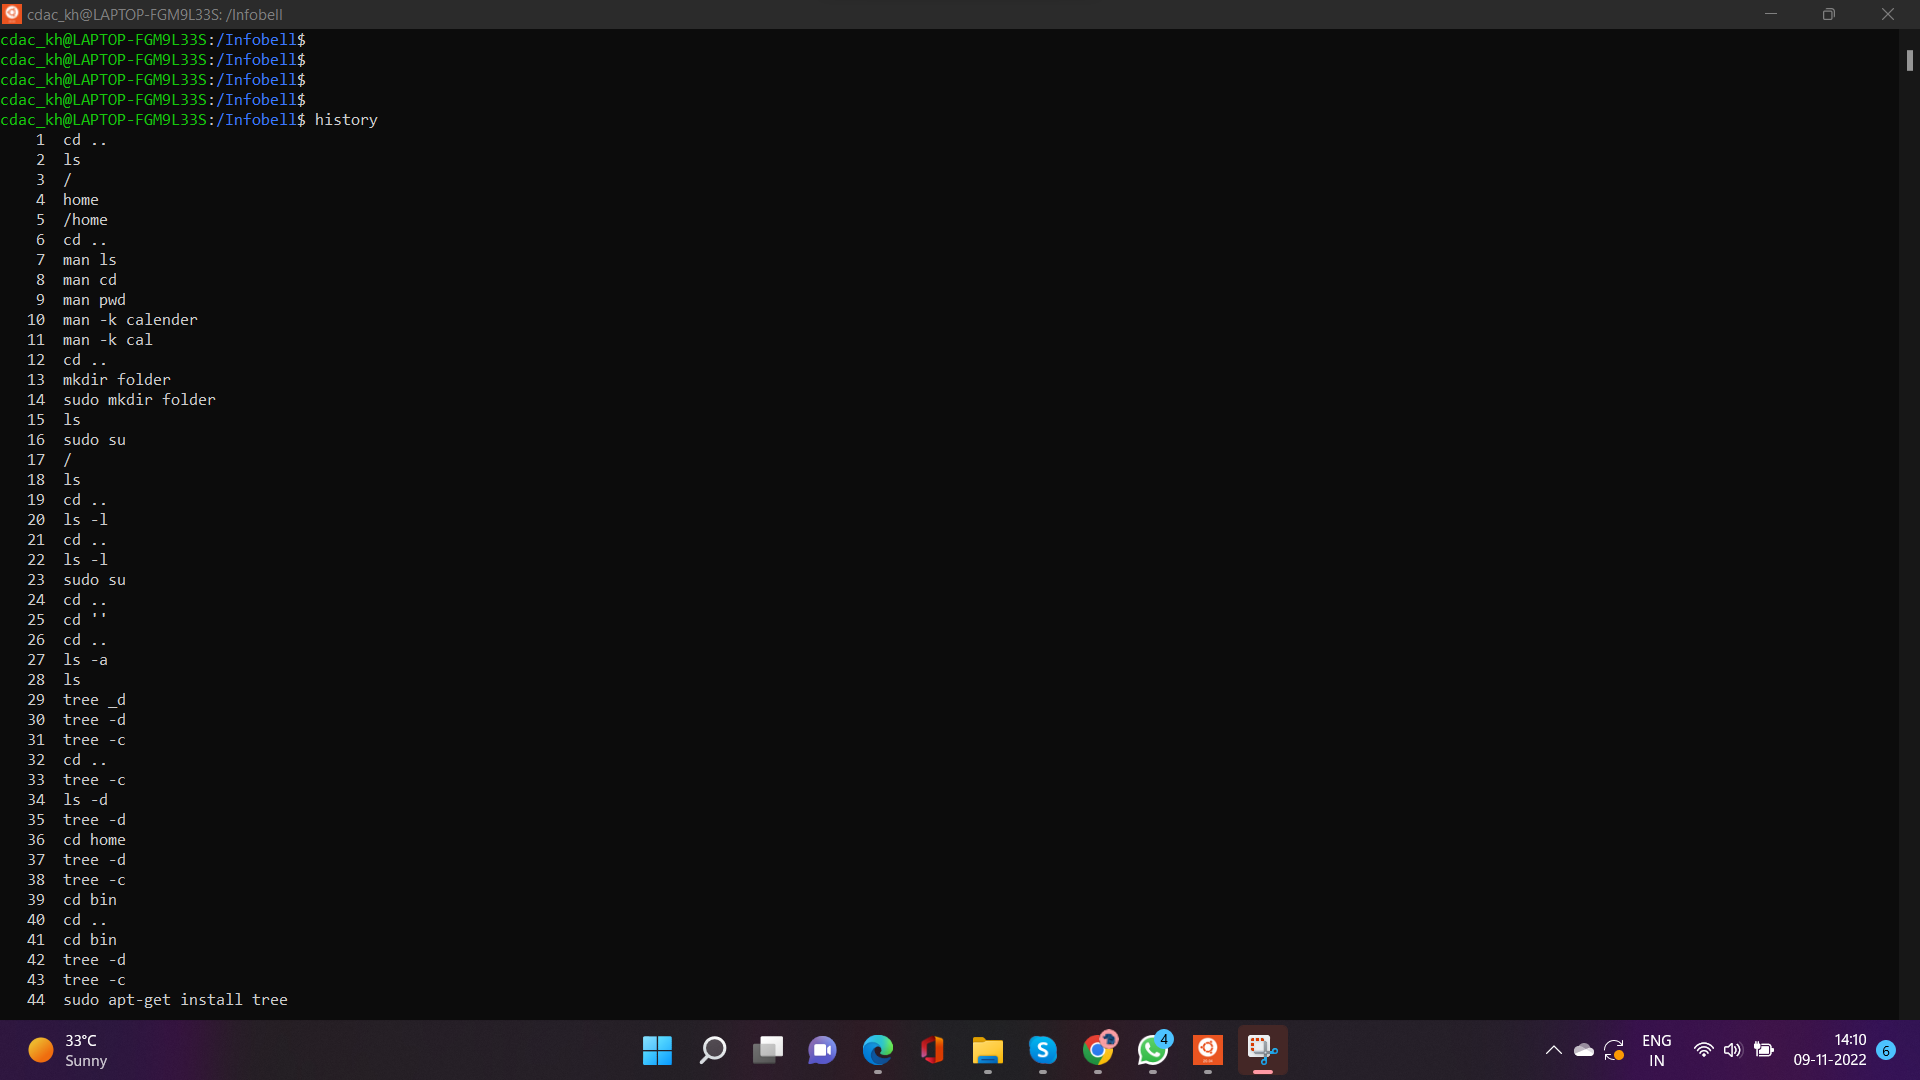 cdac_kh@LAPTOP-FGM9L33S: /Infobell
cdac_kh@LAPTOP-FGM9L33S:/Infobell$
cdac_kh@LAPTOP-FGM9L33S:/Infobell$
cdac_kh@LAPTOP-FGM9L33S:/Infobell$
cdac_kh@LAPTOP-FGM9L33S:/Infobell$
cdac_kh@LAPTOP-FGM9L33S:/Infobell$ history
1 cd ..
2 ls
3 /
4 home
5 /home
6 cd ..
7 man ls
8 man cd
9 man pwd
10 man -k calender
11 man -k cal
12 cd ..
13 mkdir folder
14 sudo mkdir folder
15 ls
16 sudo su
17 /
18 ls
19 cd ..
20 ls -l
21 cd ..
22 ls -l
23 sudo su
24 cd ..
25 cd ''
26 cd ..
27 ls -a
28 ls
29 tree _d
30 tree -d
31 tree -c
32 cd ..
33 tree -c
34 ls -d
35 tree -d
36 cd home
37 tree -d
38 tree -c
39 cd bin
40 cd ..
41 cd bin
42 tree -d
43 tree -c
44 sudo apt-get install tree
33°C
Sunny
S
4
ENG
IN
14:10
09-11-2022
6